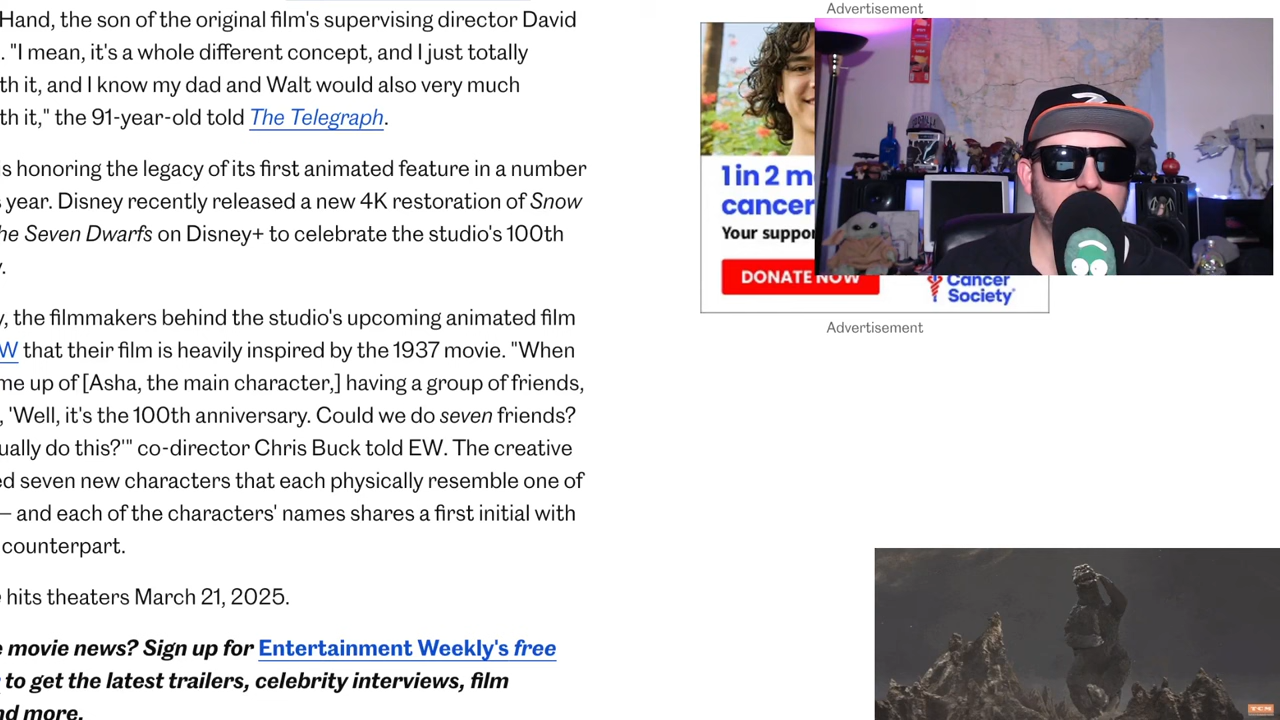 Hand, the son of the original film's supervising director David
. "I mean, it's a whole different concept, and I just totally
th it, and I know my dad and Walt would also very much
th it," the 91-year-old told The Telegraph.
is honoring the legacy of its first animated feature in a number
s year. Disney recently released a new 4K restoration of Snow
he Seven Dwarfs on Disney+ to celebrate the studio's 100th
y.
y, the filmmakers behind the studio's upcoming animated film
W that their film is heavily inspired by the 1937 movie. "When
me up of [Asha, the main character,] having a group of friends,
, 'Well, it's the 100th anniversary. Could we do seven friends?
ually do this?'" co-director Chris Buck told EW. The creative
ed seven new characters that each physically resemble one of
— and each of the characters' names shares a first initial with
counterpart.
e hits theaters March 21, 2025.
e movie news? Sign up for Entertainment Weekly's free
to get the latest trailers, celebrity interviews, film
nd more.
Advertisement
1 in 2 m
cancer
Your suppor
DONATE NOW
Cancer
Society
Advertisement
TCM